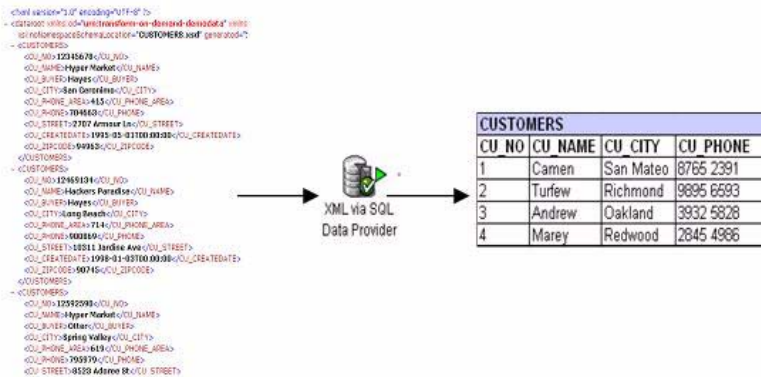 <?xml version="1.0" encoding="UTF-8" ?>
- <dataroot xmlns:od="urn:transform-on-demand-demodata" xmlns:
xsi:noNamespaceSchemaLocation="CUSTOMERS.xsd" generated="
- <CUSTOMERS>
<CU_NO>12345678</CU_NO>
<CU_NAME>Hyper Market</CU_NAME>
<CU_BUYER>Hayes</CU_BUYER>
<CU_CITY>San Geronimo</CU_CITY>
<CU_PHONE_AREA>415</CU_PHONE_AREA>
<CU_PHONE>704663</CU_PHONE>
<CU_STREET>2707 Armour Ln</CU_STREET>
<CU_CREATEDATE>1995-05-01T00:00:00</CU_CREATEDATE>
<CU_ZIPCODE>94963</CU_ZIPCODE>
</CUSTOMERS>
- <CUSTOMERS>
<CU_NO>12469134</CU_NO>
<CU_NAME>Hackers Paradise</CU_NAME>
<CU_BUYER>Hayes</CU_BUYER>
<CU_CITY>Long Beach</CU_CITY>
<CU_PHONE_AREA>714</CU_PHONE_AREA>
<CU_PHONE>900869</CU_PHONE>
<CU_STREET>10311 Jardine Ave</CU_STREET>
<CU_CREATEDATE>1998-01-03T00:00:00</CU_CREATEDATE>
<CU_ZIPCODE>90745</CU_ZIPCODE>
</CUSTOMERS>
- <CUSTOMERS>
<CU_NO>12592590</CU_NO>
<CU_NAME>Hyper Market</CU_NAME>
<CU_BUYER>Otter</CU_BUYER>
<CU_CITY>Spring Valley</CU_CITY>
<CU_PHONE_AREA>619</CU_PHONE_AREA>
<CU_PHONE>795979</CU_PHONE>
<CU_STREET>8523 Adoree St</CU_STREET>
XML via SQL
Data Provider
CUSTOMERS
CU_NO CU_NAME CU_CITY CU_PHONE
1 Camen San Mateo 8765 2391
2 Turfew Richmond 9895 6593
3 Andrew Oakland 3932 5828
4 Marey Redwood 2845 4986